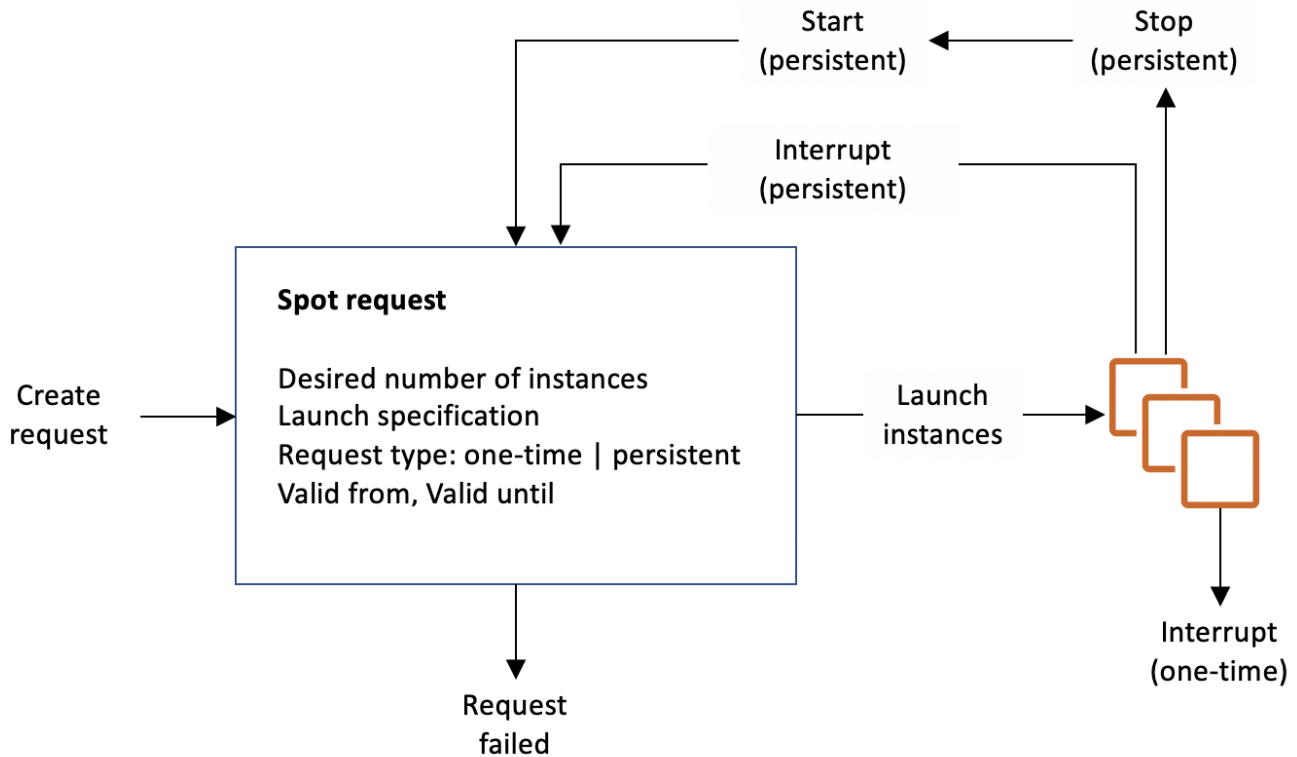 Start
(persistent)
Stop
(persistent)
Interrupt
(persistent)
Spot request
Desired number of instances
Launch specification
Request type: one-time | persistent
Valid from, Valid until
Create
request
Launch
instances
Interrupt
(one-time)
Request
failed